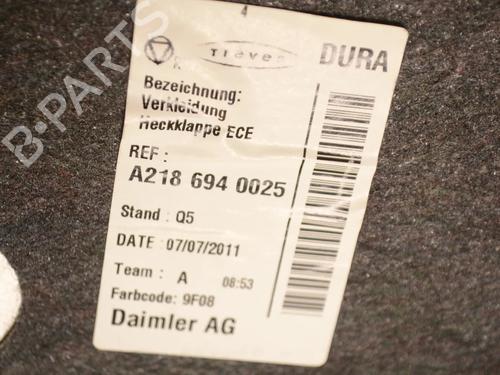 4
Treves DURA
Bezeichnung:
Verkleidung
Heckklappe ECE
REF :
A218 694 0025
Stand : Q5
DATE : 07/07/2011
Team : A 08:53
Farbcode: 9F08
Daimler AG
B-PARTS